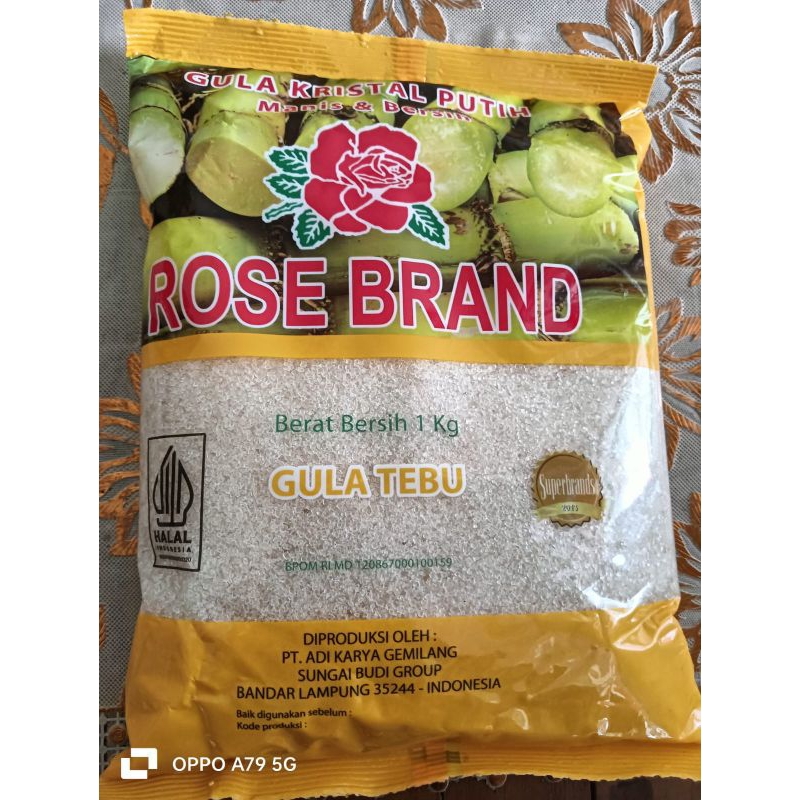 GULA KRISTAL PUTIH
Manis & Bersih
ROSE BRAND
Berat Bersih 1 Kg
GULA TEBU
HALAL
INDONESIA
Superbrands
BPOM RI MD 120867000100159
DIPRODUKSI OLEH :
PT. ADI KARYA GEMILANG
SUNGAI BUDI GROUP
BANDAR LAMPUNG 35244 - INDONESIA
Baik digunakan sebelum :
Kode produksi :
OPPO A79 5G